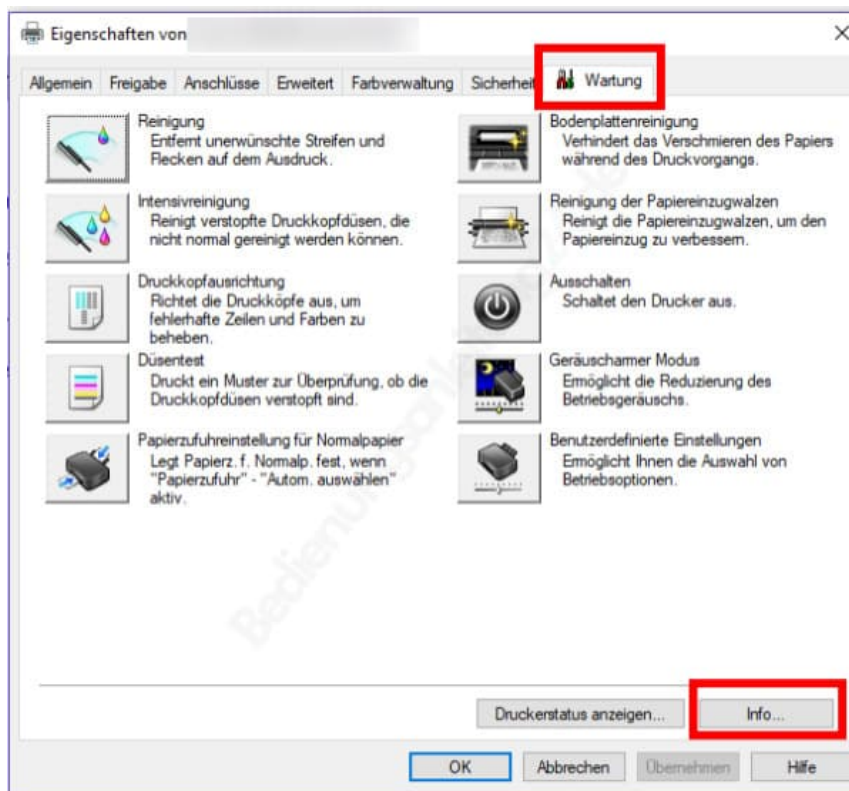 Eigenschaften von
Allgemein Freigabe Anschlüsse Erweitert Farbverwaltung Sicherheit Wartung
Reinigung
Entfernt unerwünschte Streifen und
Flecken auf dem Ausdruck.
Intensivreinigung
Reinigt verstopfte Druckkopfdüsen, die
nicht normal gereinigt werden können.
Druckkopfausrichtung
Richtet die Druckköpfe aus, um
fehlerhafte Zeilen und Farben zu
beheben.
Düsentest
Druckt ein Muster zur Überprüfung, ob die
Druckkopfdüsen verstopft sind.
Papierzufuhreinstellung für Normalpapier
Legt Papierz. f. Normalp. fest, wenn
"Papierzufuhr" - "Autom. auswählen"
aktiv.
Bodenplattenreinigung
Verhindert das Verschmieren des Papiers
während des Druckvorgangs.
Reinigung der Papiereinzugwalzen
Reinigt die Papiereinzugwalzen, um den
Papiereinzug zu verbessern.
Ausschalten
Schaltet den Drucker aus.
Geräuscharmer Modus
Ermöglicht die Reduzierung des
Betriebsgeräuschs.
Benutzerdefinierte Einstellungen
Ermöglicht Ihnen die Auswahl von
Betriebsoptionen.
Druckerstatus anzeigen... Info...
OK Abbrechen Übernehmen Hilfe